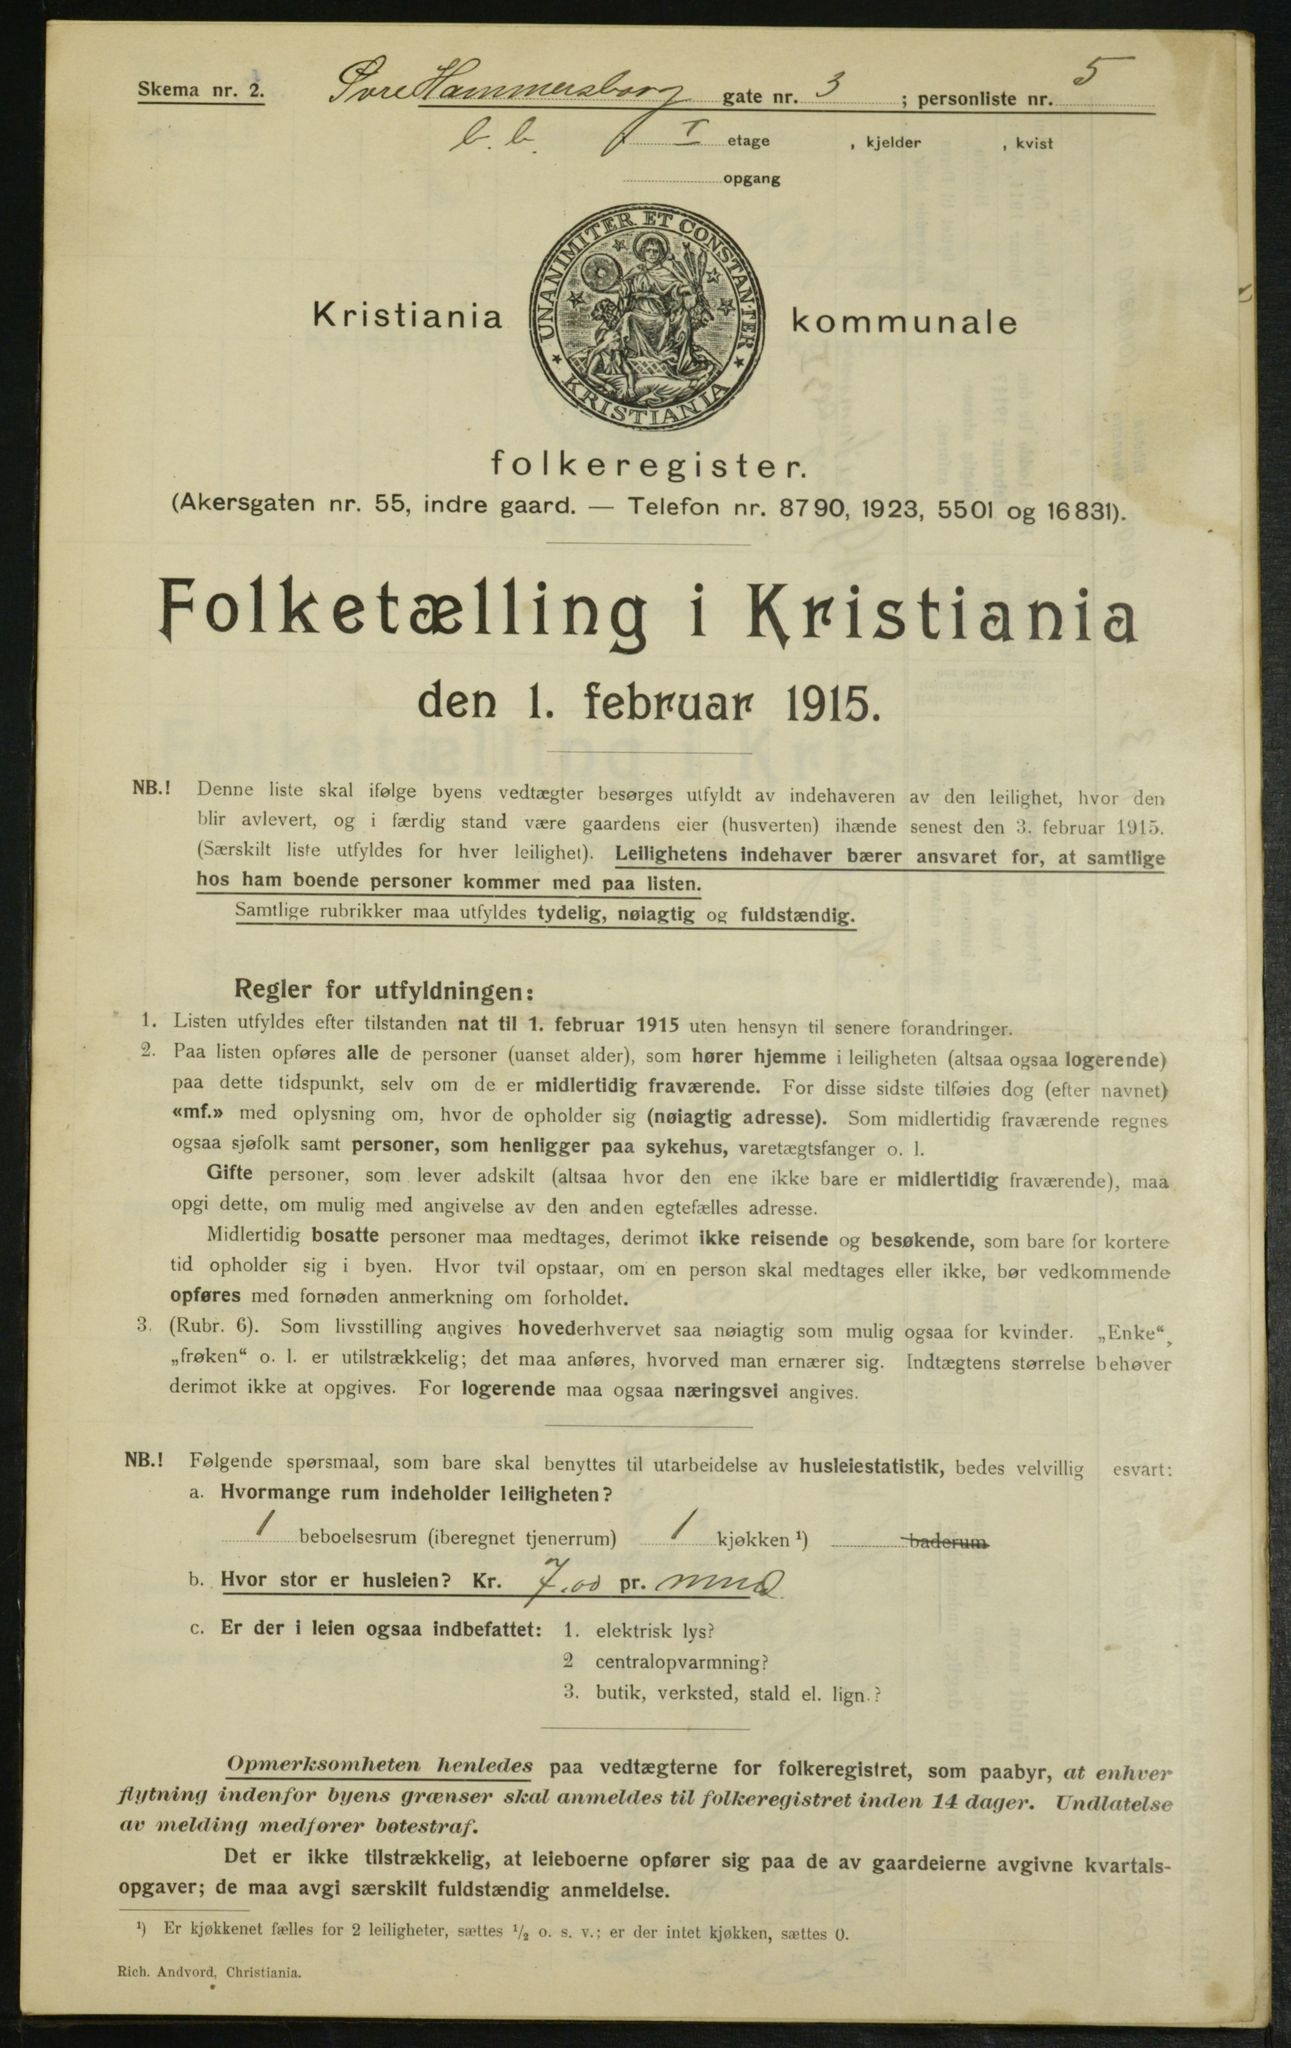 Skema nr. 2. Øvre Hammersborg gate nr. 3 ; personliste nr. 5
b. b. I etage , kjelder , kvist
opgang
UNANIMITER ET CONSTANTER
KRISTIANIA
Kristiania kommunale
folkeregister.
(Akersgaten nr. 55, indre gaard. — Telefon nr. 8790, 1923, 5501 og 16831).
Folketælling i Kristiania
den 1. februar 1915.
NB.! Denne liste skal ifølge byens vedtægter besørges utfyldt av indehaveren av den leilighet, hvor den
blir avlevert, og i færdig stand være gaardens eier (husverten) ihænde senest den 3. februar 1915.
(Særskilt liste utfyldes for hver leilighet). Leilighetens indehaver bærer ansvaret for, at samtlige
hos ham boende personer kommer med paa listen.
Samtlige rubrikker maa utfyldes tydelig, nøiagtig og fuldstændig.
Regler for utfyldningen:
1. Listen utfyldes efter tilstanden nat til 1. februar 1915 uten hensyn til senere forandringer.
2. Paa listen opføres alle de personer (uanset alder), som hører hjemme i leiligheten (altsaa ogsaa logerende)
paa dette tidspunkt, selv om de er midlertidig fraværende. For disse sidste tilføies dog (efter navnet)
«mf.» med oplysning om, hvor de opholder sig (nøiagtig adresse). Som midlertidig fraværende regnes
ogsaa sjøfolk samt personer, som henligger paa sykehus, varetægtsfanger o. l.
Gifte personer, som lever adskilt (altsaa hvor den ene ikke bare er midlertidig fraværende), maa
opgi dette, om mulig med angivelse av den anden egtefælles adresse.
Midlertidig bosatte personer maa medtages, derimot ikke reisende og besøkende, som bare for kortere
tid opholder sig i byen. Hvor tvil opstaar, om en person skal medtages eller ikke, bør vedkommende
opføres med fornøden anmerkning om forholdet.
3. (Rubr. 6). Som livsstilling angives hovederhvervet saa nøiagtig som mulig ogsaa for kvinder. „Enke“,
„frøken“ o. l. er utilstrækkelig; det maa anføres, hvorved man ernærer sig. Indtægtens størrelse behøver
derimot ikke at opgives. For logerende maa ogsaa næringsvei angives.
NB.! Følgende spørsmaal, som bare skal benyttes til utarbeidelse av husleiestatistik, bedes velvillig esvart:
a. Hvormange rum indeholder leiligheten?
1 beboelsesrum (iberegnet tjenerrum) 1 kjøkken ¹) baderum
b. Hvor stor er husleien? Kr. 7.00 pr. mnd
c. Er der i leien ogsaa indbefattet: 1. elektrisk lys?
2 centralopvarmning?
3. butik, verksted, stald el. lign.?
Opmerksomheten henledes paa vedtægterne for folkeregistret, som paabyr, at enhver
flytning indenfor byens grænser skal anmeldes til folkeregistret inden 14 dager. Undlatelse
av melding medfører bøtestraf.
Det er ikke tilstrækkelig, at leieboerne opfører sig paa de av gaardeierne avgivne kvartals-
opgaver; de maa avgi særskilt fuldstændig anmeldelse.
¹) Er kjøkkenet fælles for 2 leiligheter, sættes ½ o. s. v.; er der intet kjøkken, sættes 0.
Rich. Andvord, Christiania.